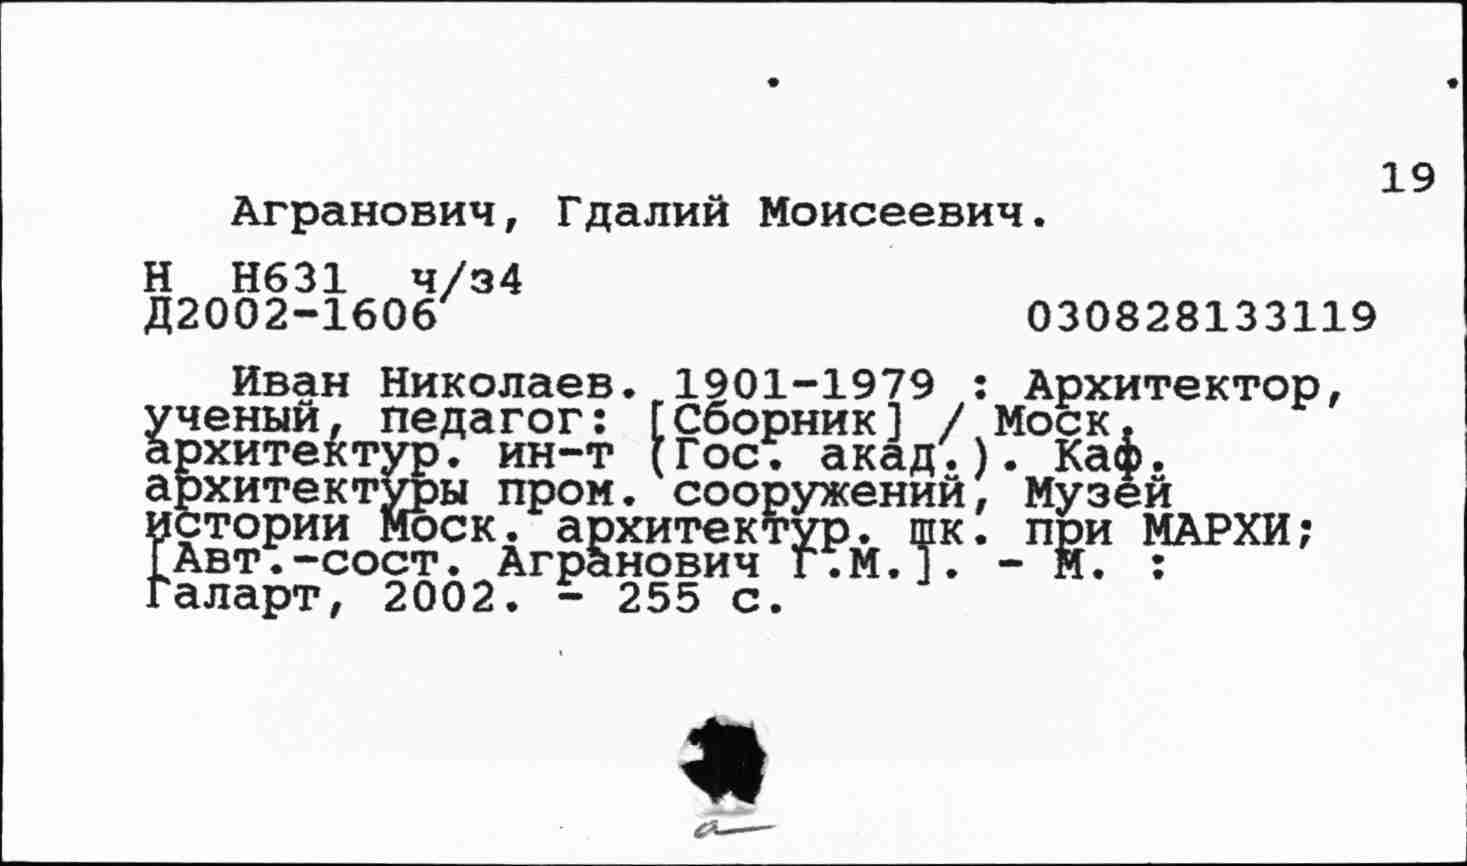 19
Агранович, Гдалий Моисеевич.
Н Н631 ч/з4
Д2002-1606 030828133119
Иван Николаев. 1901-1979 : Архитектор,
ученый, педагог: [Сборник] / Моск.
архитектур. ин-т (Гос. акад.). Каф.
архитектуры пром. сооружений, Музей
истории Моск. архитектур. шк. при МАРХИ;
[Авт.-сост. Агранович Г.М.]. - М. :
Галарт, 2002. - 255 с.